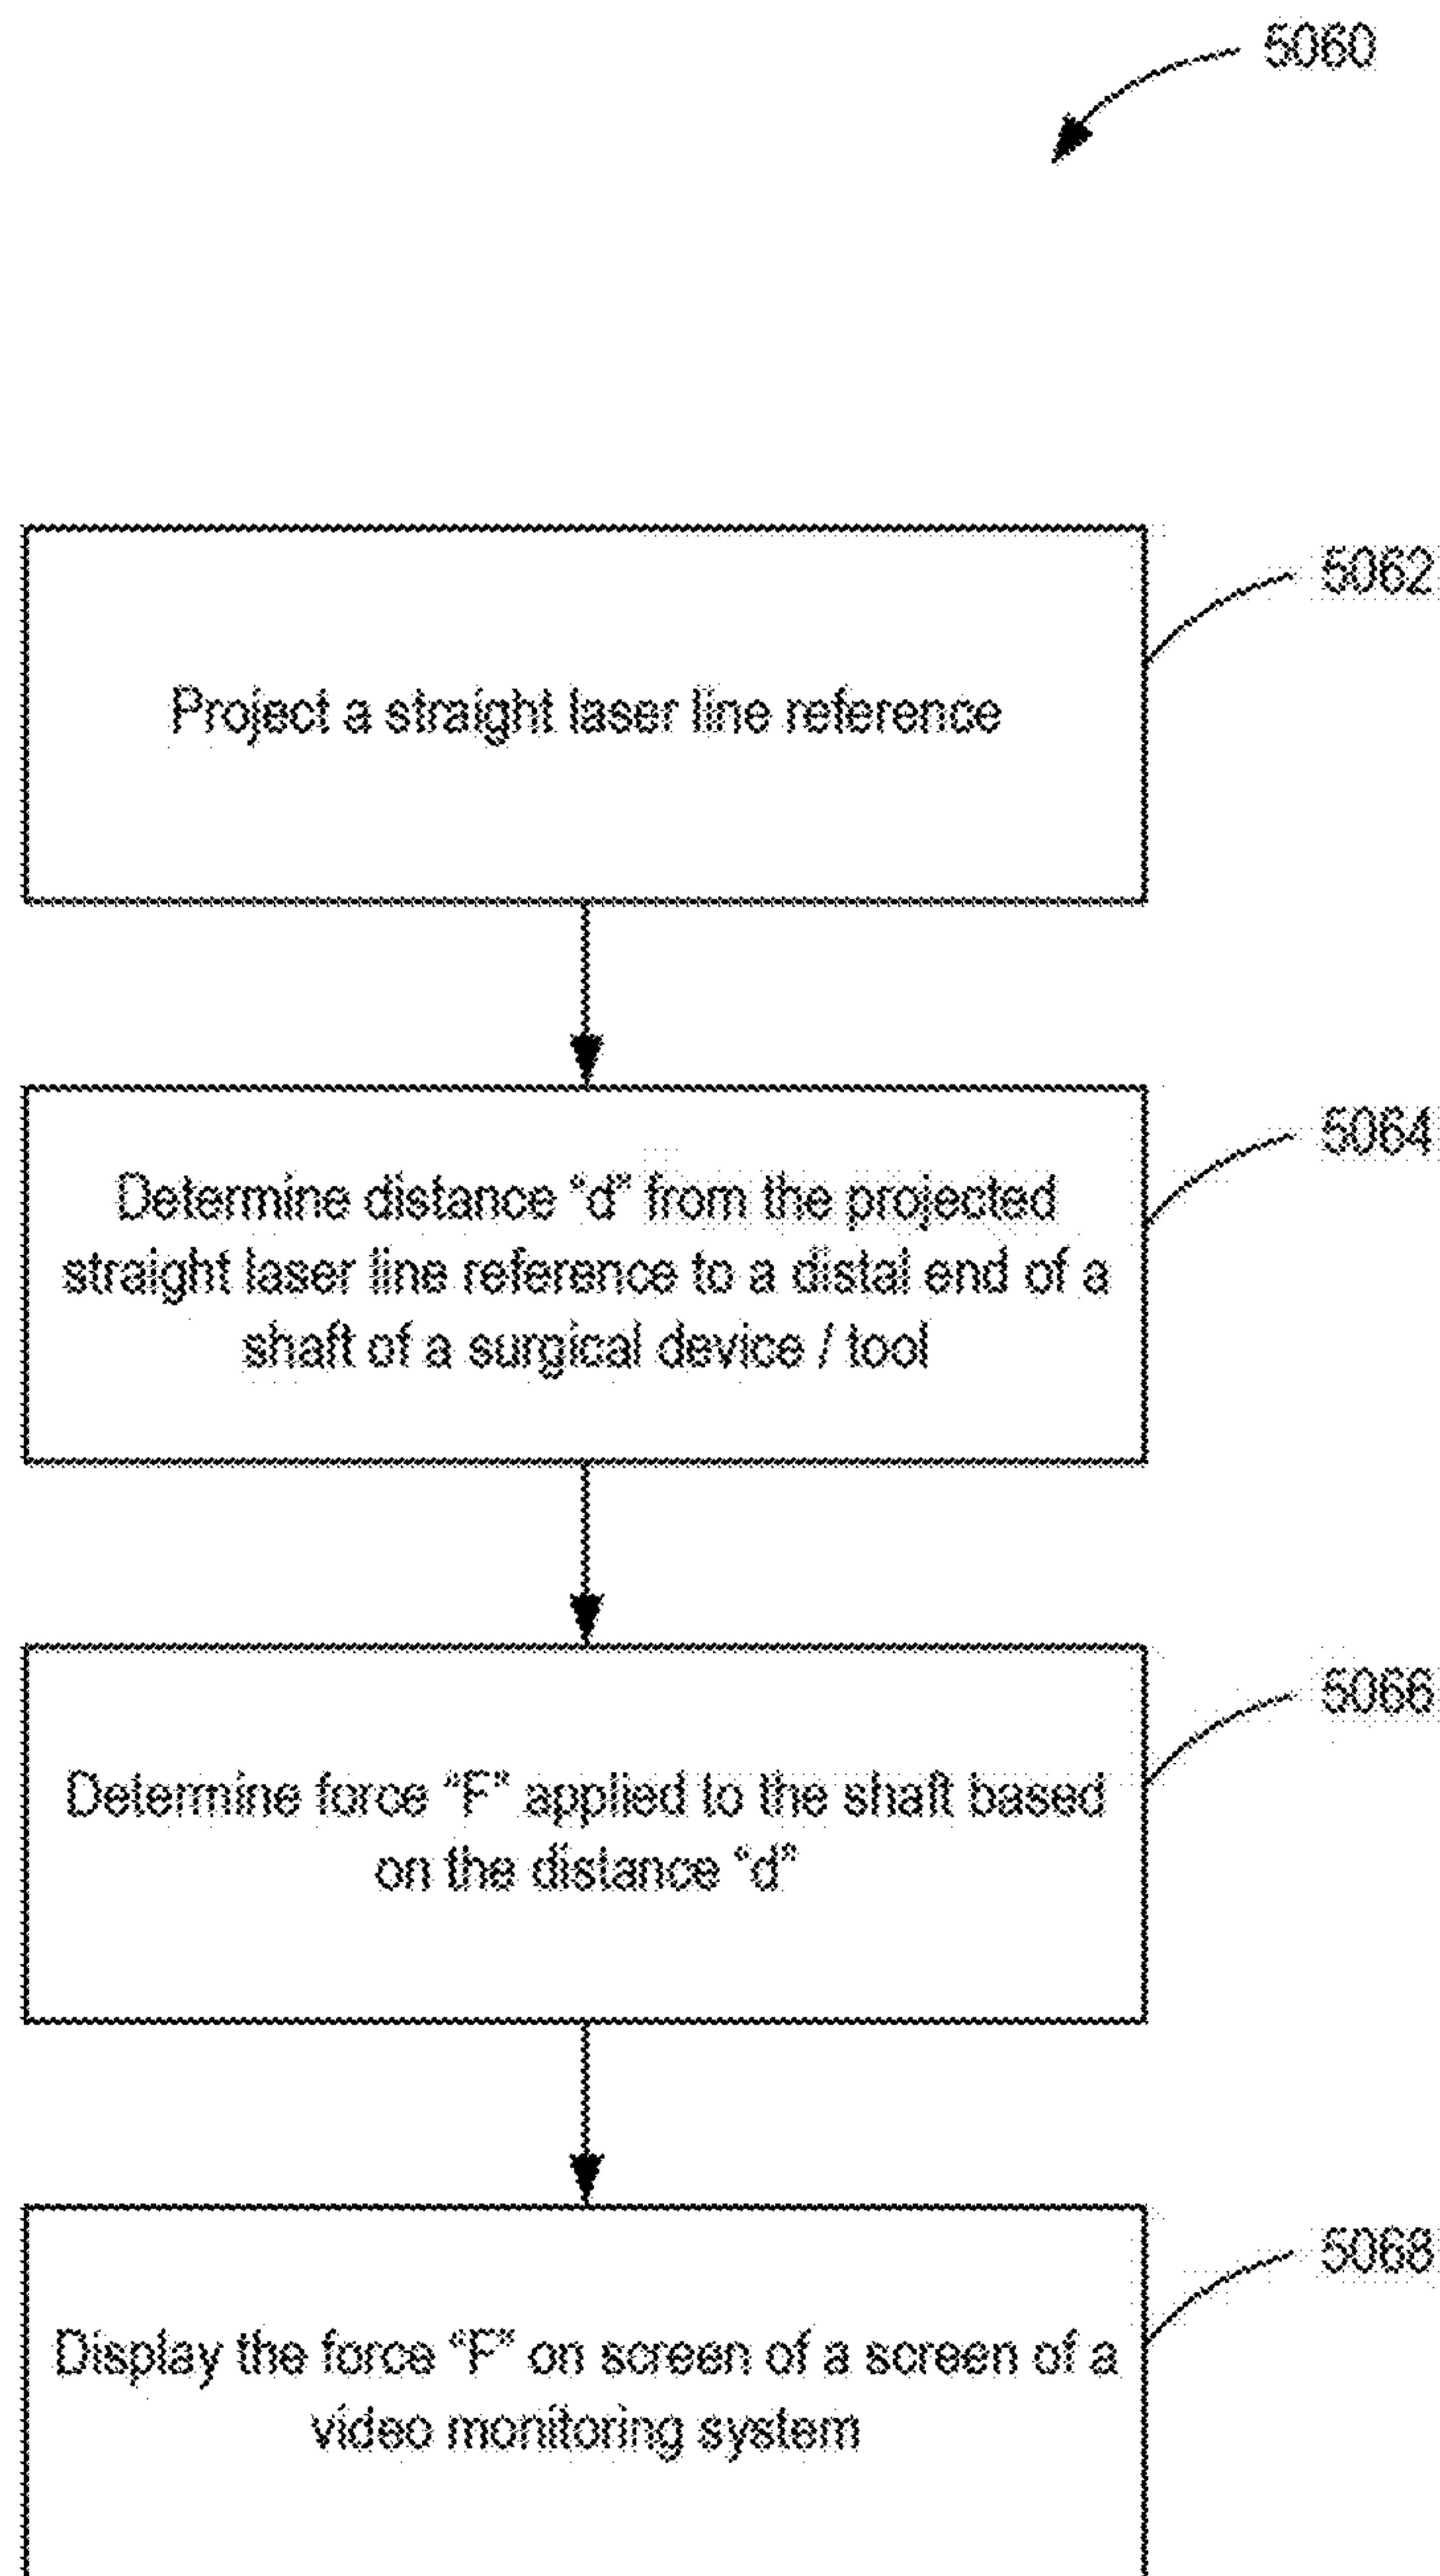 5060
5062
Project a straight laser line reference
5064
Determine distance “d” from the projected
straight laser line reference to a distal end of a
shaft of a surgical device / tool
5066
Determine force “F” applied to the shaft based
on the distance “d”
5068
Display the force “F” on screen of a screen of a
video monitoring system